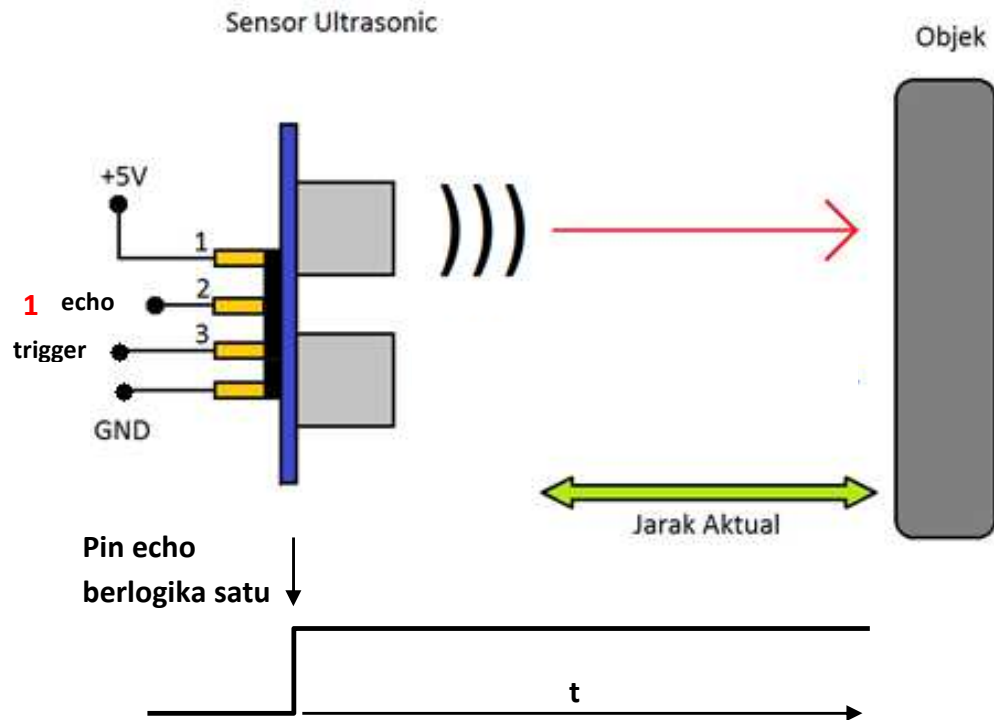 Sensor Ultrasonic
Objek
+5V
1
2
1 echo
3
trigger
GND
Jarak Aktual
Pin echo
berlogika satu
t